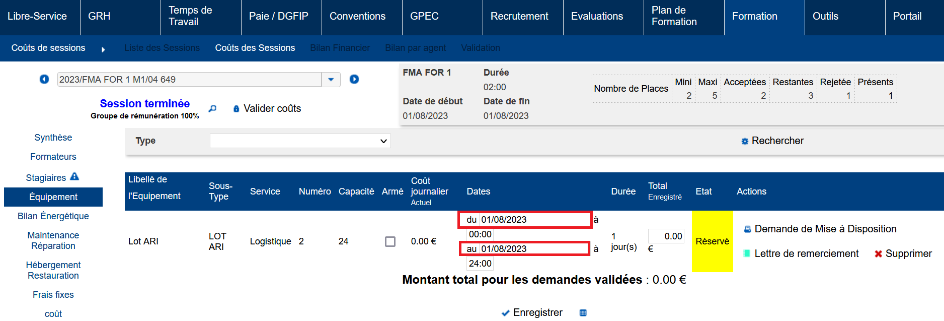 Libre-Service GRH Temps de Travail Paie / DGFIP Conventions GPEC Recrutement Evaluations Plan de Formation Formation Outils Portail
Coûts de sessions Liste des Sessions Coûts des Sessions Bilan Financier Bilan par agent Validation
2023/FMA FOR 1 M1/04 649
Session terminée
Groupe de rémunération 100%
Valider coûts
FMA FOR 1 Durée
02:00
Date de début Date de fin
01/08/2023 01/08/2023
Nombre de Places
Mini Maxi Acceptées Restantes Rejetée Présents
2 5 2 3 1 1
Type
Rechercher
Synthèse
Formateurs
Stagiaires
Équipement
Bilan Énergétique
Maintenance
Réparation
Hébergement
Restauration
Frais fixes
coût
Libellé de l'Equipement Sous-Type Service Numéro Capacité Armé Coût journalier Actuel Dates Durée Total Enregistré Etat Actions
Lot ARI LOT ARI Logistique 2 24 0.00 €
du 01/08/2023 à
00:00
au 01/08/2023 à
24:00
1 jour(s)
0.00 €
Réservé
Demande de Mise à Disposition
Lettre de remerciement Supprimer
Montant total pour les demandes validées : 0.00 €
Enregistrer